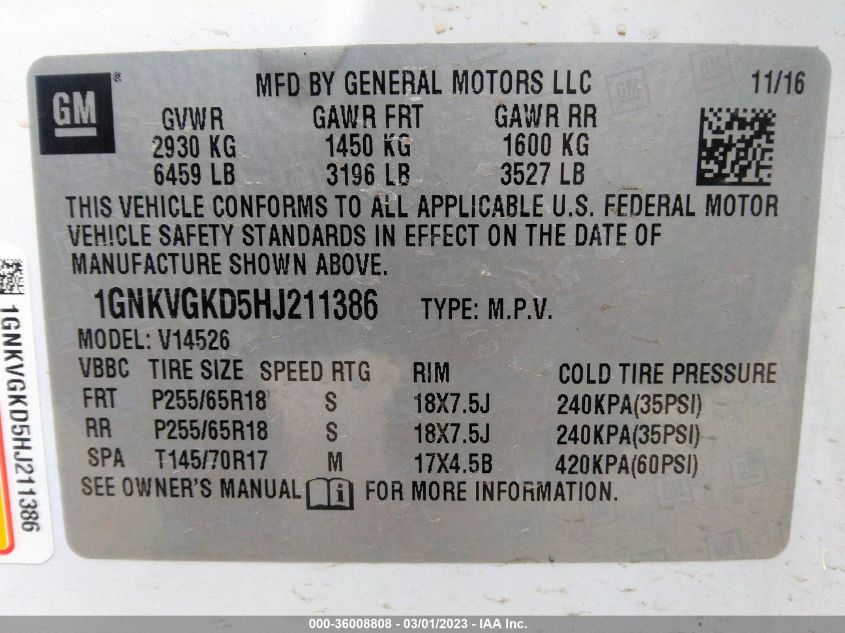 GM ®
MFD BY GENERAL MOTORS LLC 11/16
GVWR GAWR FRT GAWR RR
2930 KG 1450 KG 1600 KG
6459 LB 3196 LB 3527 LB
THIS VEHICLE CONFORMS TO ALL APPLICABLE U.S. FEDERAL MOTOR
VEHICLE SAFETY STANDARDS IN EFFECT ON THE DATE OF
MANUFACTURE SHOWN ABOVE.
1GNKVGKD5HJ211386 TYPE: M.P.V.
MODEL: V14526
VBBC TIRE SIZE SPEED RTG RIM COLD TIRE PRESSURE
FRT P255/65R18 S 18X7.5J 240KPA(35PSI)
RR P255/65R18 S 18X7.5J 240KPA(35PSI)
SPA T145/70R17 M 17X4.5B 420KPA(60PSI)
SEE OWNER'S MANUAL i FOR MORE INFORMATION.
1GNKVGKD5HJ211386
000-36008808 - 03/01/2023 - IAA Inc.